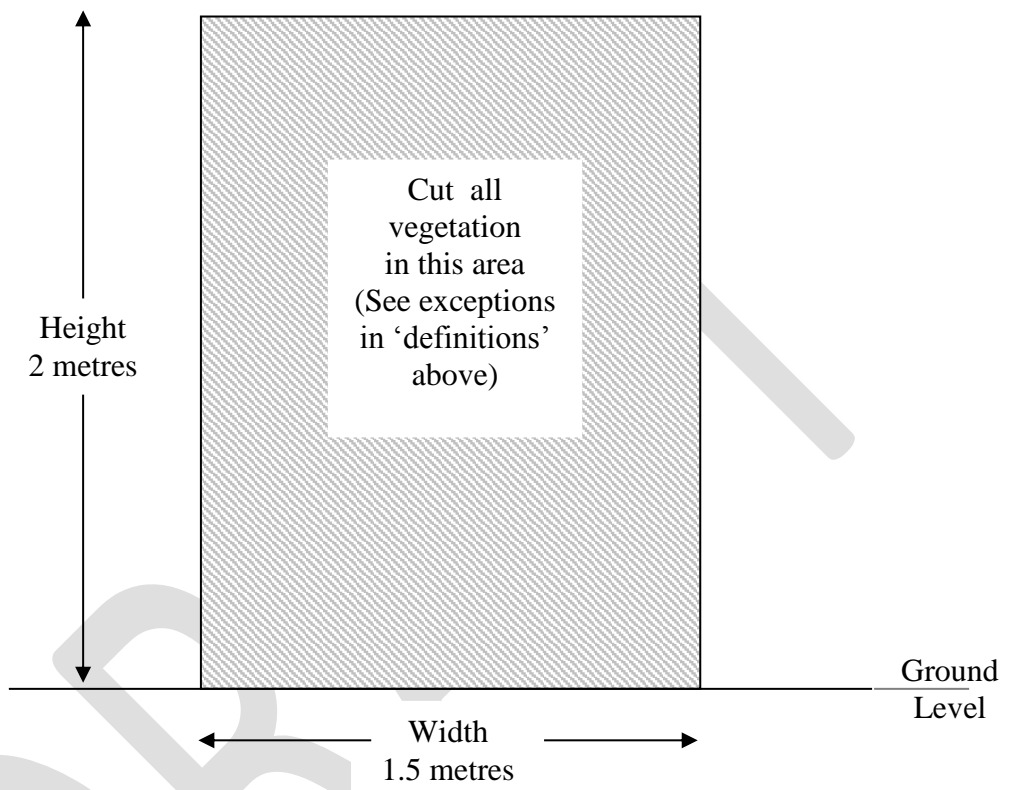 Cut all
vegetation
in this area
(See exceptions
in ‘definitions’
above)
Height
2 metres
Ground
Level
Width
1.5 metres